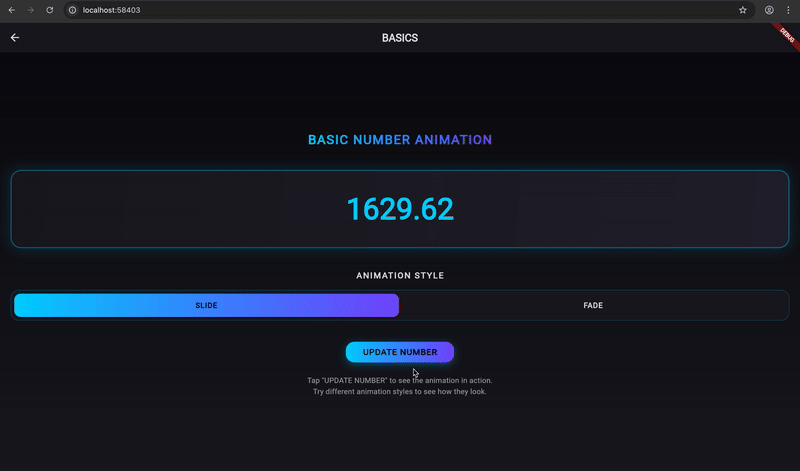 localhost:58403
BASICS
DEBUG
BASIC NUMBER ANIMATION
1629.62
ANIMATION STYLE
SLIDE
FADE
UPDATE NUMBER
Tap "UPDATE NUMBER" to see the animation in action.
Try different animation styles to see how they look.